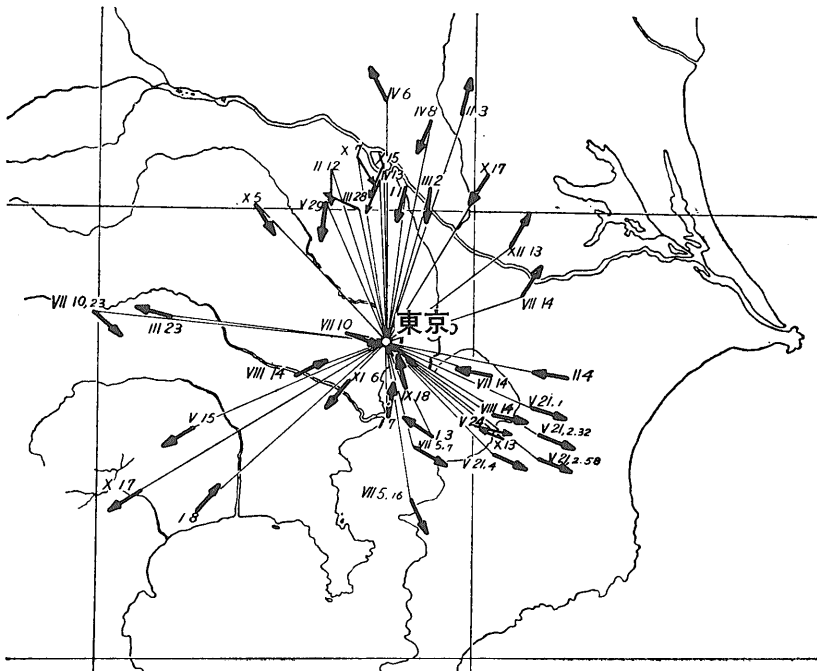 IV 6
IV 8
II 3
X 7
X 15
II 12
IV 13
I 1
III 2
X 17
III 28
V 29
X 5
XII 13
VII 14
VII 10,23
III 23
VII 10
東京
VIII 14
XI 6
IX 18
VII 14
II 4
V 15
I 7
I 3
VII 5.7
V 24
VIII 14
X 13
V 21.1
V 21,2.32
V 21.4
V 21,2.58
X 17
I 8
VII 5.16